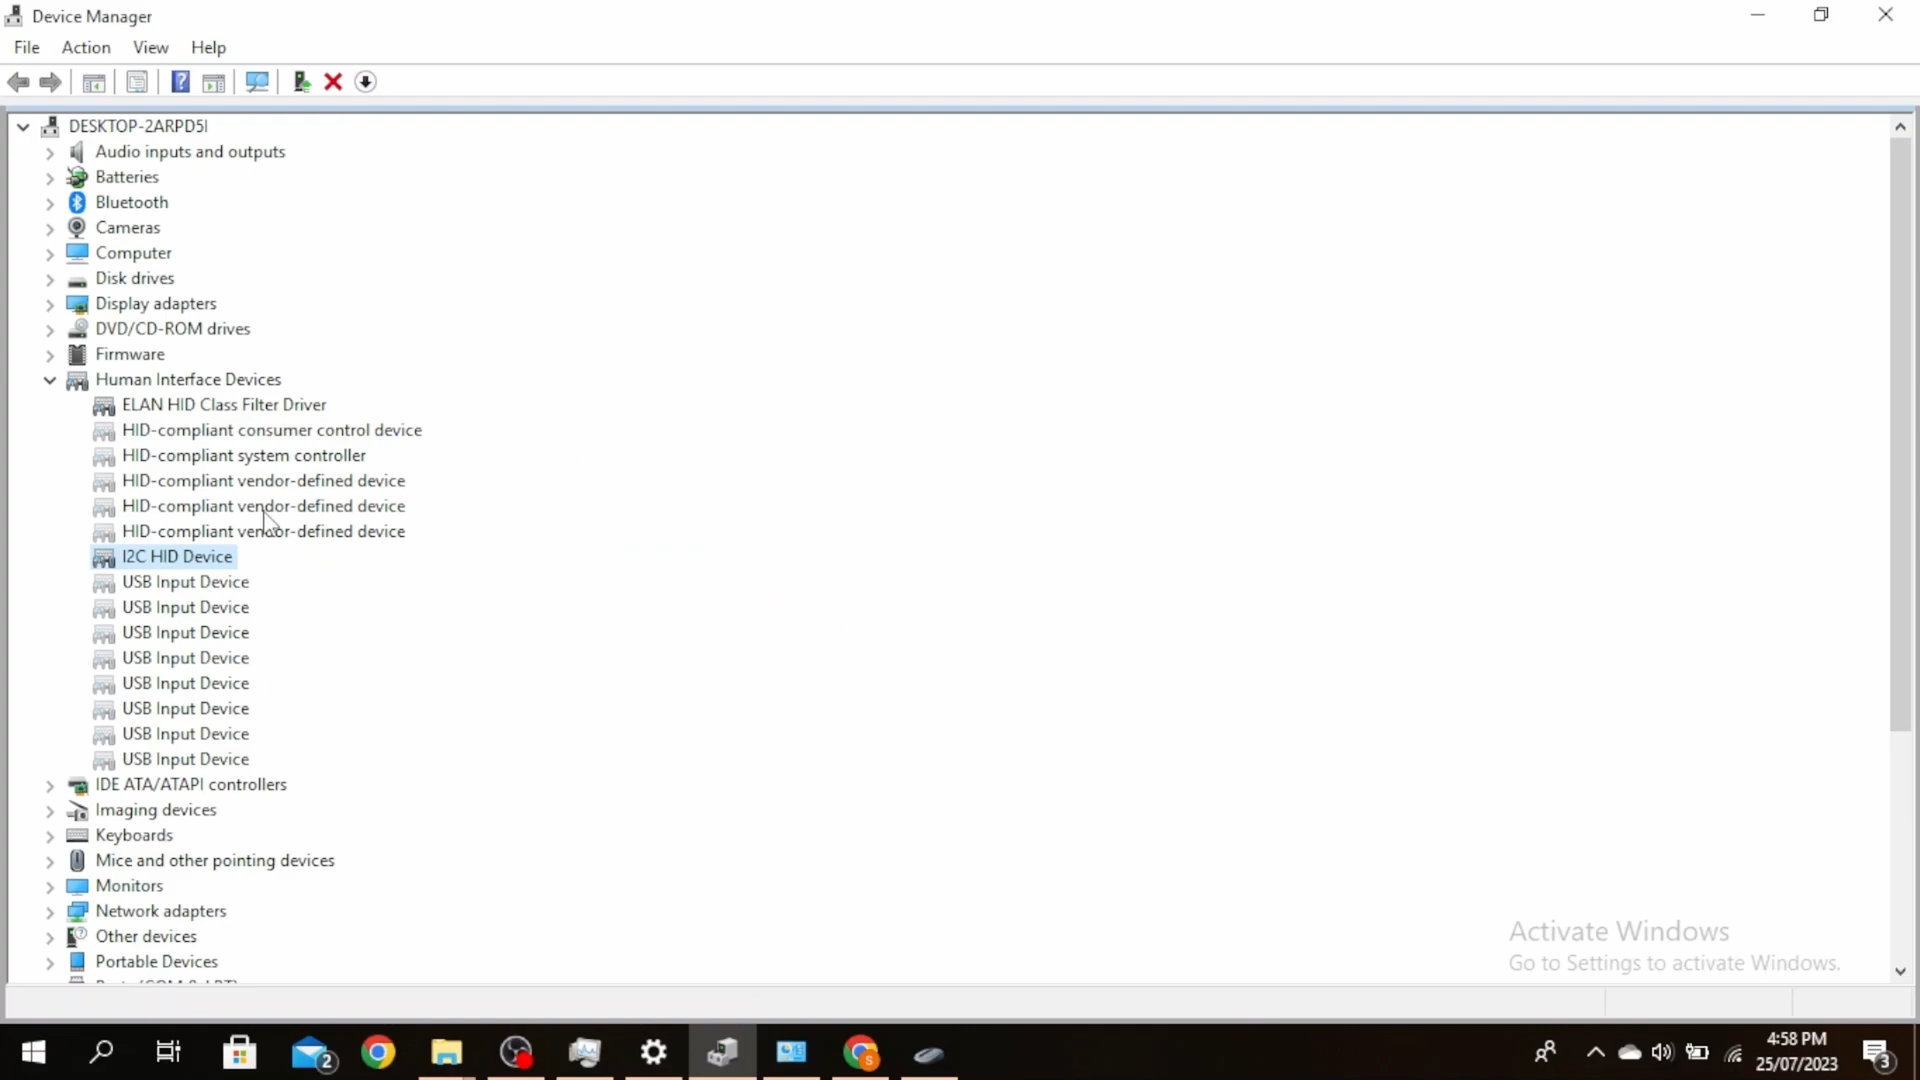 Device Manager
File Action View Help
DESKTOP-2ARPD5I
Audio inputs and outputs
Batteries
Bluetooth
Cameras
Computer
Disk drives
Display adapters
DVD/CD-ROM drives
Firmware
Human Interface Devices
ELAN HID Class Filter Driver
HID-compliant consumer control device
HID-compliant system controller
HID-compliant vendor-defined device
HID-compliant vendor-defined device
HID-compliant vendor-defined device
I2C HID Device
USB Input Device
USB Input Device
USB Input Device
USB Input Device
USB Input Device
USB Input Device
USB Input Device
USB Input Device
IDE ATA/ATAPI controllers
Imaging devices
Keyboards
Mice and other pointing devices
Monitors
Network adapters
Other devices
Portable Devices
Activate Windows
Go to Settings to activate Windows.
2
S
4:58 PM
25/07/2023
3